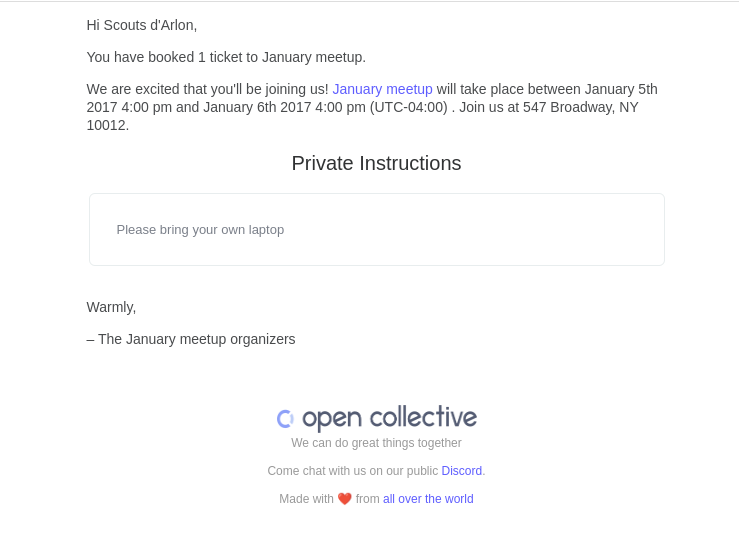 Hi Scouts d'Arlon,
You have booked 1 ticket to January meetup.
We are excited that you'll be joining us! January meetup will take place between January 5th
2017 4:00 pm and January 6th 2017 4:00 pm (UTC-04:00) . Join us at 547 Broadway, NY
10012.
Private Instructions
Please bring your own laptop
Warmly,
– The January meetup organizers
open collective
We can do great things together
Come chat with us on our public Discord.
Made with ❤️ from all over the world